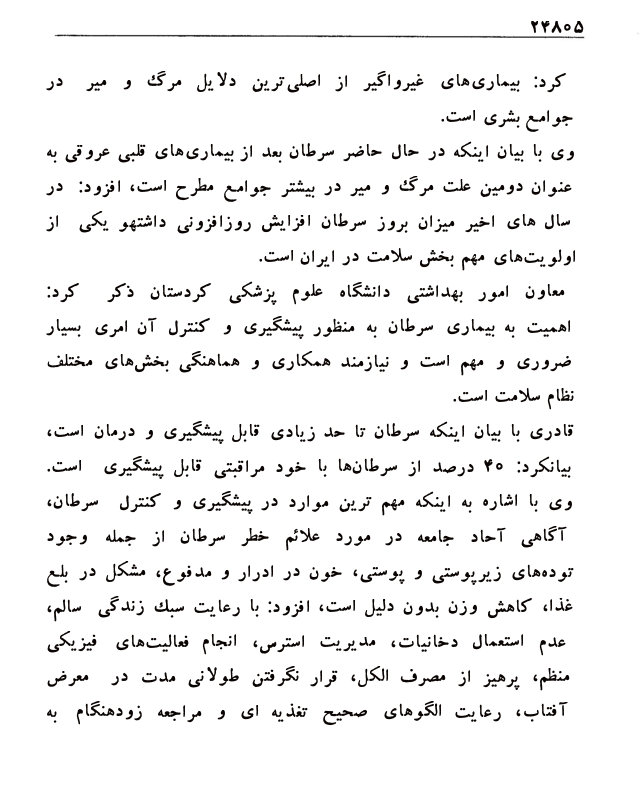 ۲۴۸۰۵
کرد: بیماری‌های غیرواگیر از اصلی‌ترین دلایل مرگ و میر در
جوامع بشری است.
وی با بیان اینکه در حال حاضر سرطان بعد از بیماری‌های قلبی عروقی به
عنوان دومین علت مرگ و میر در بیشتر جوامع مطرح است، افزود: در
سال های اخیر میزان بروز سرطان افزایش روزافزونی داشتهو یکی از
اولویت‌های مهم بخش سلامت در ایران است.
معاون امور بهداشتی دانشگاه علوم پزشکی کردستان ذکر کرد:
اهمیت به بیماری سرطان به منظور پیشگیری و کنترل آن امری بسیار
ضروری و مهم است و نیازمند همکاری و هماهنگی بخش‌های مختلف
نظام سلامت است.
قادری با بیان اینکه سرطان تا حد زیادی قابل پیشگیری و درمان است،
بیانکرد: ۴۰ درصد از سرطان‌ها با خود مراقبتی قابل پیشگیری است.
وی با اشاره به اینکه مهم ترین موارد در پیشگیری و کنترل سرطان،
آگاهی آحاد جامعه در مورد علائم خطر سرطان از جمله وجود
توده‌های زیرپوستی و پوستی، خون در ادرار و مدفوع، مشکل در بلع
غذا، کاهش وزن بدون دلیل است، افزود: با رعایت سبک زندگی سالم،
عدم استعمال دخانیات، مدیریت استرس، انجام فعالیت‌های فیزیکی
منظم، پرهیز از مصرف الکل، قرار نگرفتن طولانی مدت در معرض
آفتاب، رعایت الگوهای صحیح تغذیه ای و مراجعه زودهنگام به